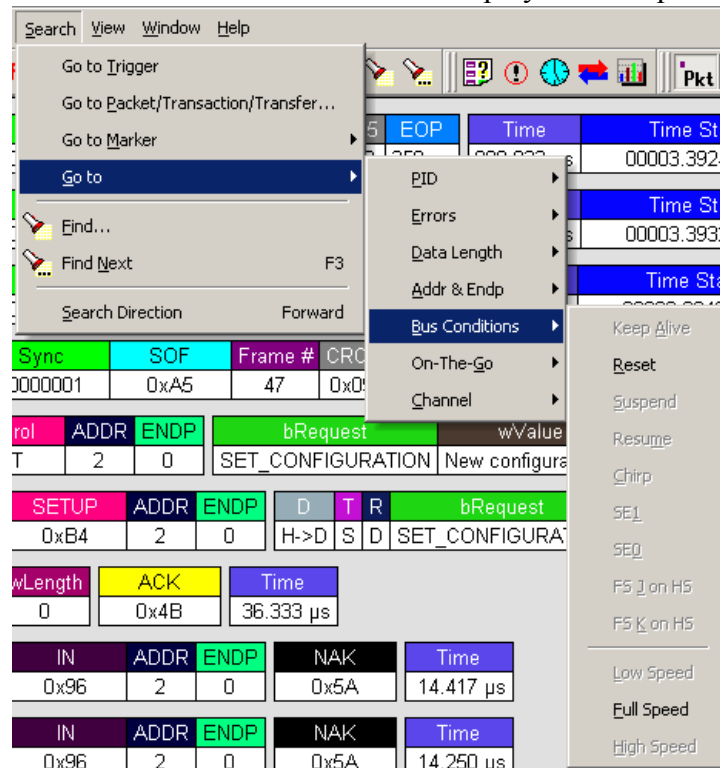 Search View Window Help
Go to Trigger
Go to Packet/Transaction/Transfer...
Go to Marker
Go to
Find...
Find Next F3
Search Direction Forward
Pkt
PID
Errors
Data Length
Addr & Endp
Bus Conditions
On-The-Go
Channel
Keep Alive
Reset
Suspend
Resume
Chirp
SE1
SE0
FS J on HS
FS K on HS
Low Speed
Full Speed
High Speed
5 EOP Time Time St
00003.392
Time St
00003.393
Time Sta
Sync SOF Frame # CRC
0000001 0xA5 47 0x0
rol ADDR ENDP bRequest wValue
T 2 0 SET_CONFIGURATION New configura
SETUP ADDR ENDP D T R bRequest
0xB4 2 0 H->D S D SET_CONFIGURA
wLength ACK Time
0 0x4B 36.333 µs
IN ADDR ENDP NAK Time
0x96 2 0 0x5A 14.417 µs
IN ADDR ENDP NAK Time
0x96 2 0 0x5A 14.250 µs